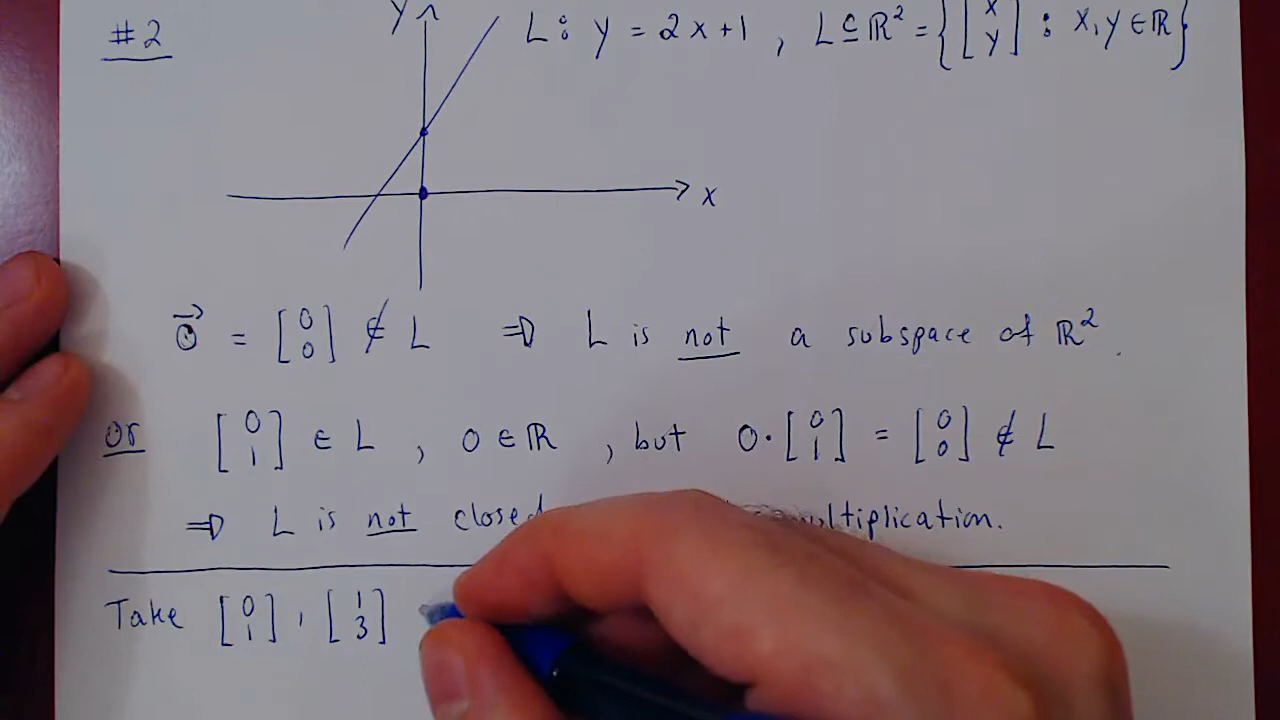 #2
y L : y = 2x+1 , L ⊆ ℝ² = { [x y] : x, y ∈ ℝ }
x
0⃗ = [0 0] ∉ L ⇒ L is not a subspace of ℝ².
or [0 1] ∈ L , 0 ∈ ℝ , but 0 · [0 1] = [0 0] ∉ L
⇒ L is not closed multiplication.
Take [0 1] , [1 3]